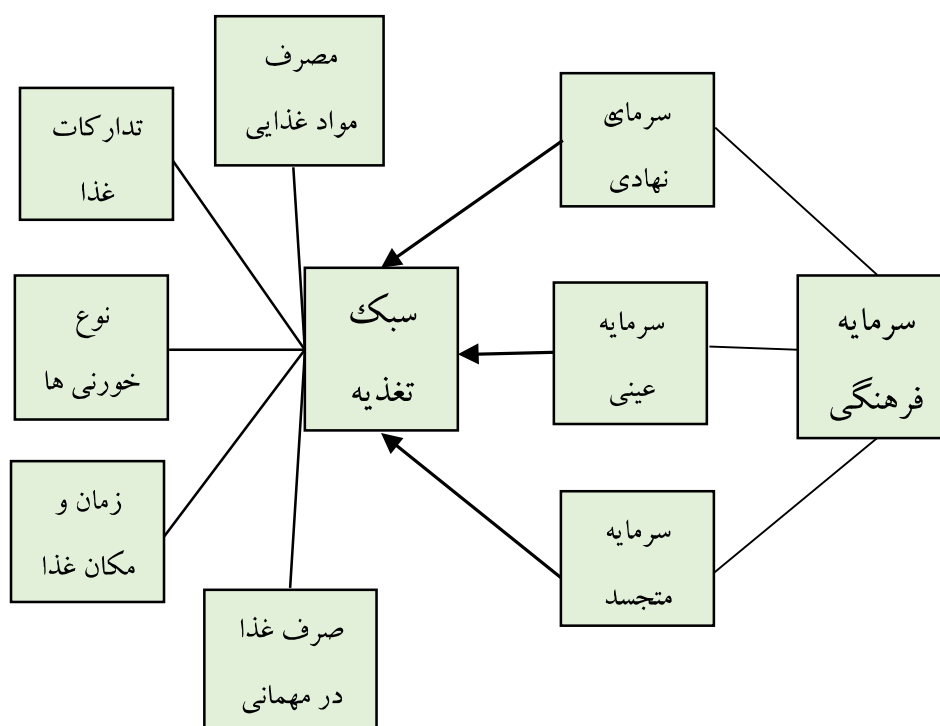 مصرف
مواد غذایی
سرمای
نهادی
تدارکات
غذا
سرمایه
فرهنگی
سرمایه
عینی
سبک
تغذیه
نوع
خورنی ها
سرمایه
متجسد
زمان و
مکان غذا
صرف غذا
در مهمانی